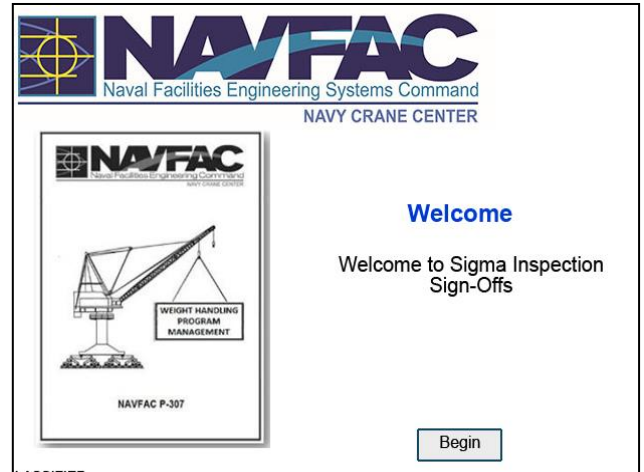 NAVFAC
Naval Facilities Engineering Systems Command
NAVY CRANE CENTER
NAVFAC
Naval Facilities Engineering Command
NAVY CRANE CENTER
WEIGHT HANDLING
PROGRAM
MANAGEMENT
NAVFAC P-307
Welcome
Welcome to Sigma Inspection
Sign-Offs
Begin